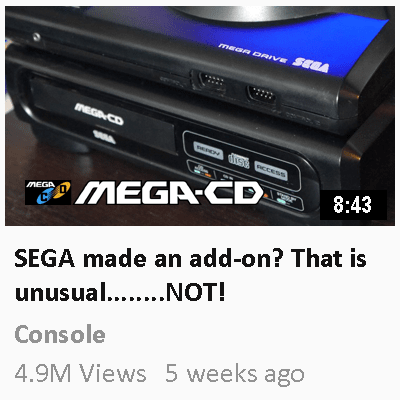 MEGA DRIVE SEGA
MEGA-CD
SEGA
READY DISC ACCESS
MEGA CD MEGA-CD
8:43
SEGA made an add-on? That is
unusual........NOT!
Console
4.9M Views 5 weeks ago